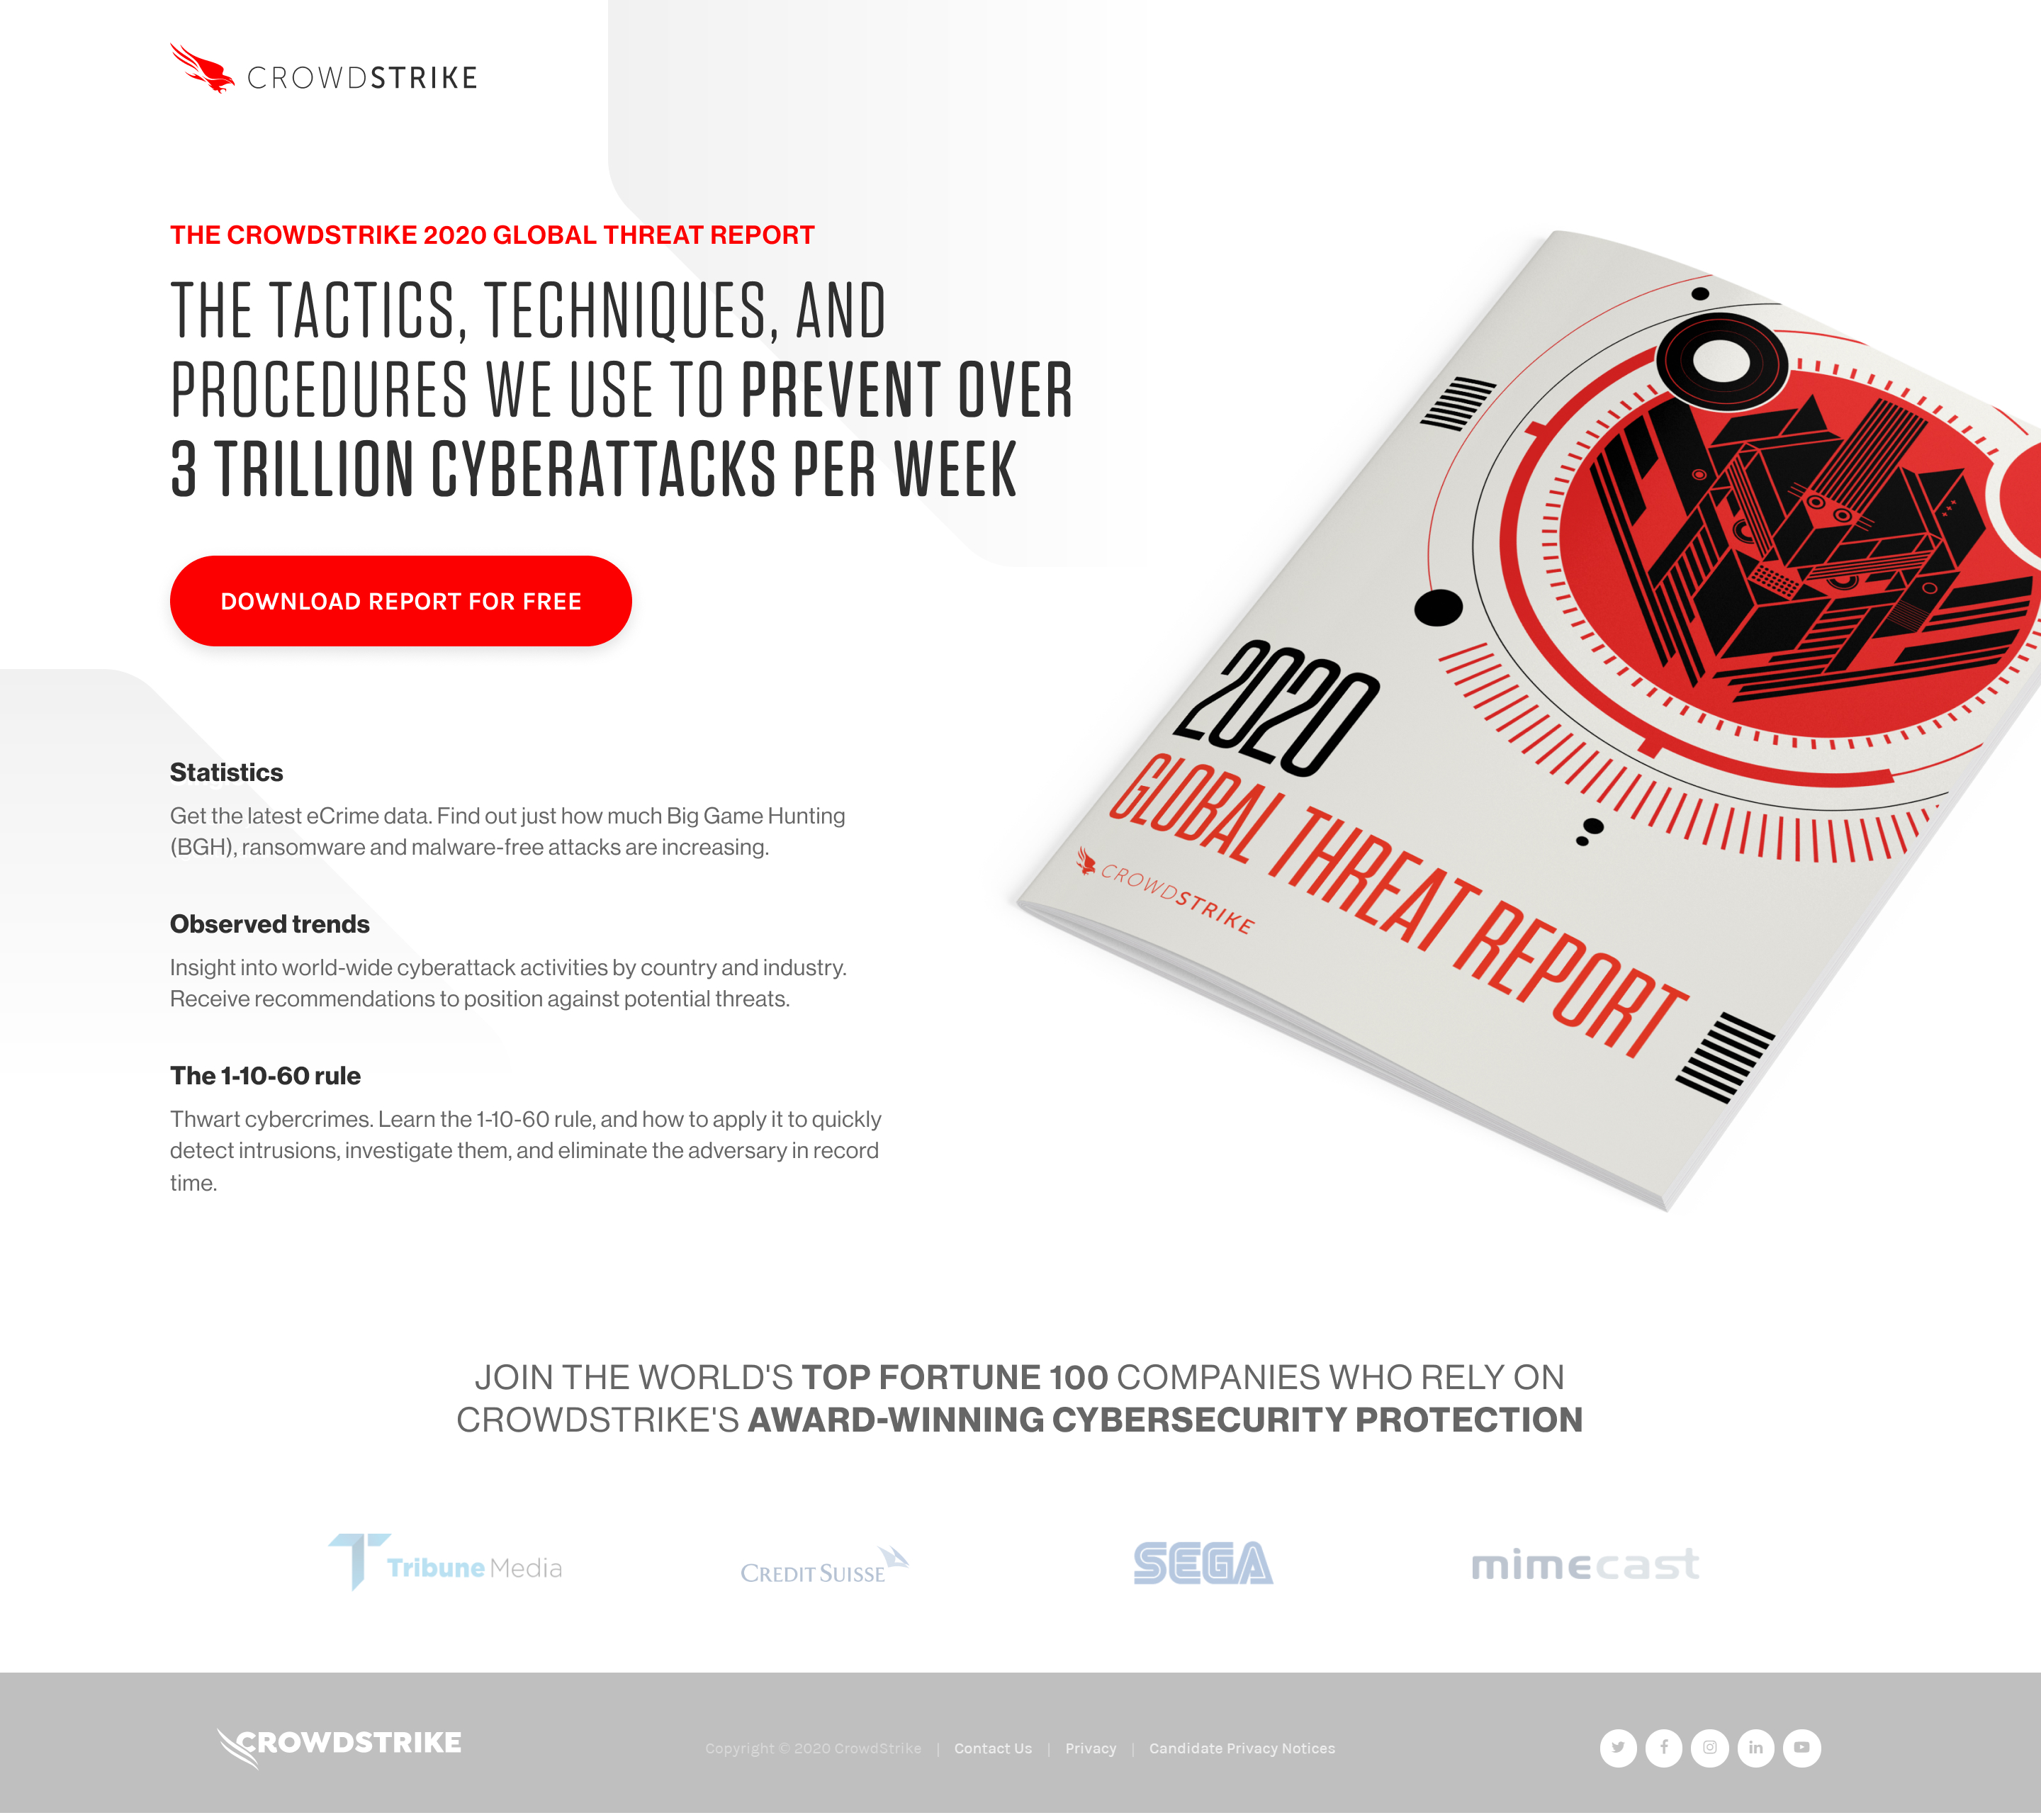 CROWDSTRIKE
THE CROWDSTRIKE 2020 GLOBAL THREAT REPORT
THE TACTICS, TECHNIQUES, AND
PROCEDURES WE USE TO PREVENT OVER
3 TRILLION CYBERATTACKS PER WEEK
DOWNLOAD REPORT FOR FREE
Statistics
Get the latest eCrime data. Find out just how much Big Game Hunting
(BGH), ransomware and malware-free attacks are increasing.
Observed trends
Insight into world-wide cyberattack activities by country and industry.
Receive recommendations to position against potential threats.
The 1-10-60 rule
Thwart cybercrimes. Learn the 1-10-60 rule, and how to apply it to quickly
detect intrusions, investigate them, and eliminate the adversary in record
time.
2020
GLOBAL THREAT REPORT
CROWDSTRIKE
JOIN THE WORLD'S TOP FORTUNE 100 COMPANIES WHO RELY ON
CROWDSTRIKE'S AWARD-WINNING CYBERSECURITY PROTECTION
Tribune Media
CREDIT SUISSE
SEGA
mimecast
CROWDSTRIKE
Copyright © 2020 CrowdStrike | Contact Us | Privacy | Candidate Privacy Notices